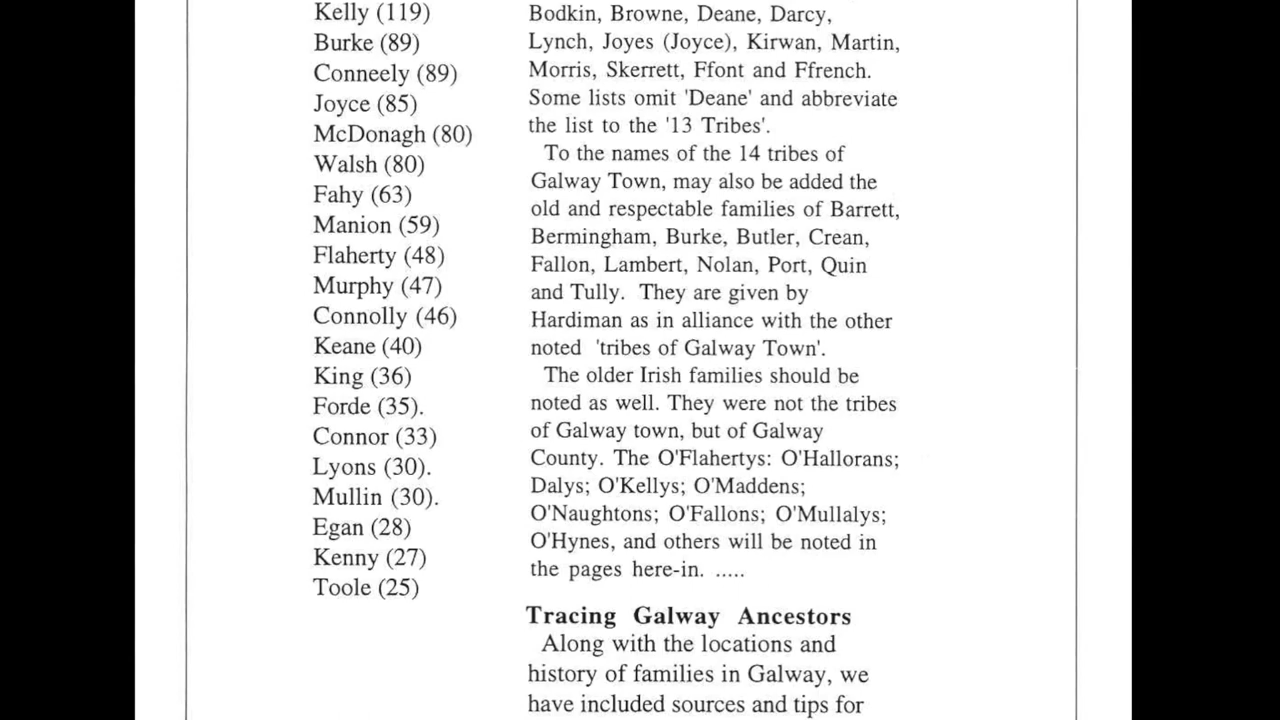 Kelly (119)
Burke (89)
Conneely (89)
Joyce (85)
McDonagh (80)
Walsh (80)
Fahy (63)
Manion (59)
Flaherty (48)
Murphy (47)
Connolly (46)
Keane (40)
King (36)
Forde (35).
Connor (33)
Lyons (30).
Mullin (30).
Egan (28)
Kenny (27)
Toole (25)
Bodkin, Browne, Deane, Darcy,
Lynch, Joyes (Joyce), Kirwan, Martin,
Morris, Skerrett, Ffont and Ffrench.
Some lists omit 'Deane' and abbreviate
the list to the '13 Tribes'.
To the names of the 14 tribes of
Galway Town, may also be added the
old and respectable families of Barrett,
Bermingham, Burke, Butler, Crean,
Fallon, Lambert, Nolan, Port, Quin
and Tully. They are given by
Hardiman as in alliance with the other
noted 'tribes of Galway Town'.
The older Irish families should be
noted as well. They were not the tribes
of Galway town, but of Galway
County. The O'Flahertys: O'Hallorans;
Dalys; O'Kellys; O'Maddens;
O'Naughtons; O'Fallons; O'Mullalys;
O'Hynes, and others will be noted in
the pages here-in. .....
Tracing Galway Ancestors
Along with the locations and
history of families in Galway, we
have included sources and tips for